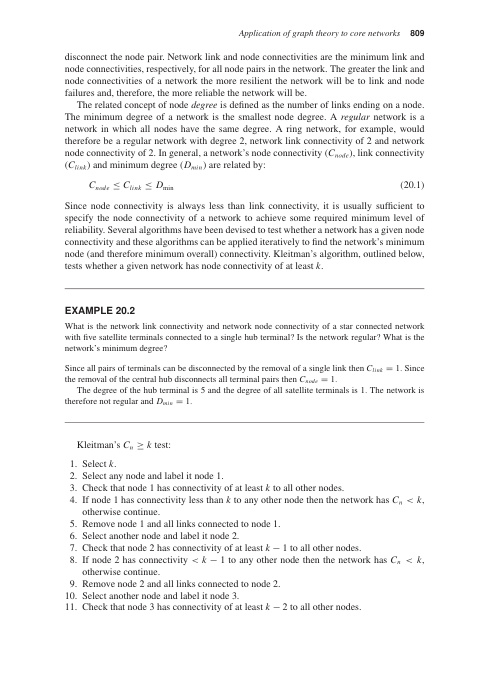 Application of graph theory to core networks 809
disconnect the node pair. Network link and node connectivities are the minimum link and
node connectivities, respectively, for all node pairs in the network. The greater the link and
node connectivities of a network the more resilient the network will be to link and node
failures and, therefore, the more reliable the network will be.
The related concept of node degree is defined as the number of links ending on a node.
The minimum degree of a network is the smallest node degree. A regular network is a
network in which all nodes have the same degree. A ring network, for example, would
therefore be a regular network with degree 2, network link connectivity of 2 and network
node connectivity of 2. In general, a network's node connectivity (C_node), link connectivity
(C_link) and minimum degree (D_min) are related by:
C_node ≤ C_link ≤ D_min (20.1)
Since node connectivity is always less than link connectivity, it is usually sufficient to
specify the node connectivity of a network to achieve some required minimum level of
reliability. Several algorithms have been devised to test whether a network has a given node
connectivity and these algorithms can be applied iteratively to find the network's minimum
node (and therefore minimum overall) connectivity. Kleitman's algorithm, outlined below,
tests whether a given network has node connectivity of at least k.
EXAMPLE 20.2
What is the network link connectivity and network node connectivity of a star connected network
with five satellite terminals connected to a single hub terminal? Is the network regular? What is the
network's minimum degree?
Since all pairs of terminals can be disconnected by the removal of a single link then C_link = 1. Since
the removal of the central hub disconnects all terminal pairs then C_node = 1.
The degree of the hub terminal is 5 and the degree of all satellite terminals is 1. The network is
therefore not regular and D_min = 1.
Kleitman's C_n ≥ k test:
1. Select k.
2. Select any node and label it node 1.
3. Check that node 1 has connectivity of at least k to all other nodes.
4. If node 1 has connectivity less than k to any other node then the network has C_n < k,
otherwise continue.
5. Remove node 1 and all links connected to node 1.
6. Select another node and label it node 2.
7. Check that node 2 has connectivity of at least k − 1 to all other nodes.
8. If node 2 has connectivity < k − 1 to any other node then the network has C_n < k,
otherwise continue.
9. Remove node 2 and all links connected to node 2.
10. Select another node and label it node 3.
11. Check that node 3 has connectivity of at least k − 2 to all other nodes.